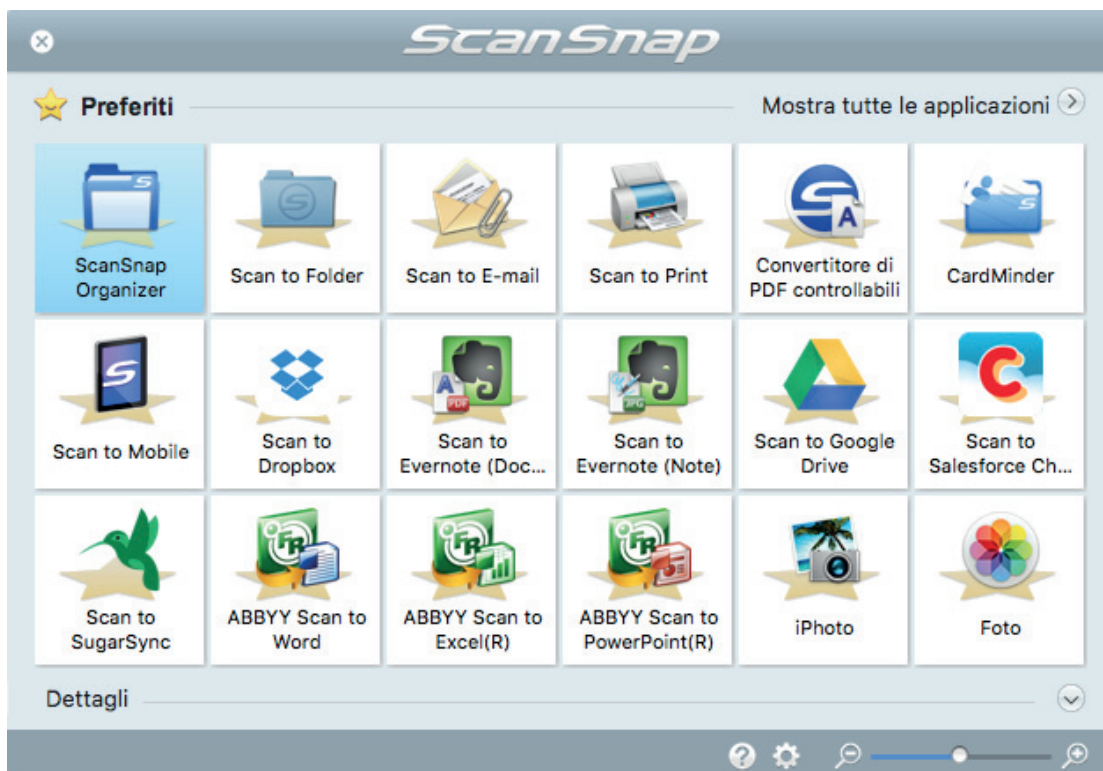 ScanSnap
Preferiti
Mostra tutte le applicazioni
ScanSnap
Organizer
Scan to Folder
Scan to E-mail
Scan to Print
Convertitore di
PDF controllabili
CardMinder
Scan to Mobile
Scan to
Dropbox
Scan to
Evernote (Doc...
Scan to
Evernote (Note)
Scan to Google
Drive
Scan to
Salesforce Ch...
Scan to
SugarSync
ABBYY Scan to
Word
ABBYY Scan to
Excel(R)
ABBYY Scan to
PowerPoint(R)
iPhoto
Foto
Dettagli